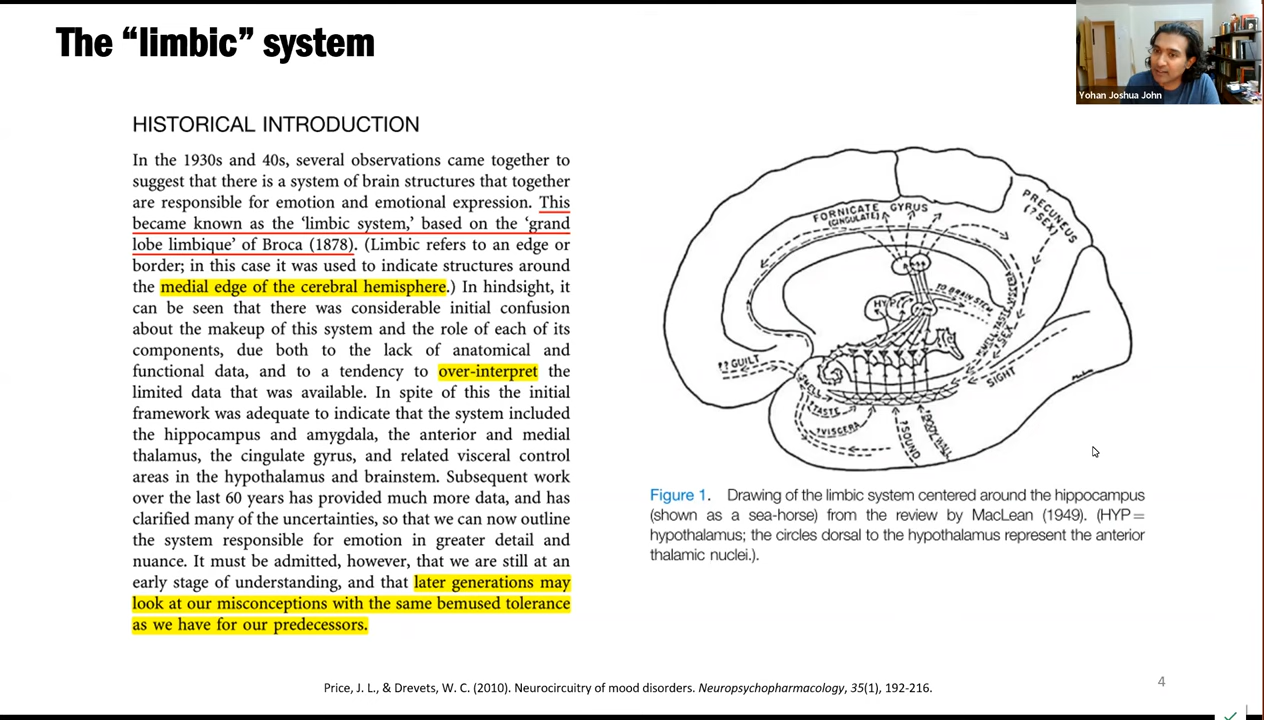 The “limbic” system
Yohan Joshua John
HISTORICAL INTRODUCTION
In the 1930s and 40s, several observations came together to
suggest that there is a system of brain structures that together
are responsible for emotion and emotional expression. This
became known as the ‘limbic system,’ based on the ‘grand
lobe limbique’ of Broca (1878). (Limbic refers to an edge or
border; in this case it was used to indicate structures around
the medial edge of the cerebral hemisphere.) In hindsight, it
can be seen that there was considerable initial confusion
about the makeup of this system and the role of each of its
components, due both to the lack of anatomical and
functional data, and to a tendency to over-interpret the
limited data that was available. In spite of this the initial
framework was adequate to indicate that the system included
the hippocampus and amygdala, the anterior and medial
thalamus, the cingulate gyrus, and related visceral control
areas in the hypothalamus and brainstem. Subsequent work
over the last 60 years has provided much more data, and has
clarified many of the uncertainties, so that we can now outline
the system responsible for emotion in greater detail and
nuance. It must be admitted, however, that we are still at an
early stage of understanding, and that later generations may
look at our misconceptions with the same bemused tolerance
as we have for our predecessors.
FORNICATE GYRUS
(CINGULATE)
PRECUNEUS
(?SEX)
HYP
TO BRAIN STEM
?? GUILT
SMELL
?TASTE
?VISCERA
?SOUND
?BODY WALL
SEX
SIGHT
Figure 1. Drawing of the limbic system centered around the hippocampus
(shown as a sea-horse) from the review by MacLean (1949). (HYP=
hypothalamus; the circles dorsal to the hypothalamus represent the anterior
thalamic nuclei.).
Price, J. L., & Drevets, W. C. (2010). Neurocircuitry of mood disorders. Neuropsychopharmacology, 35(1), 192-216.
4